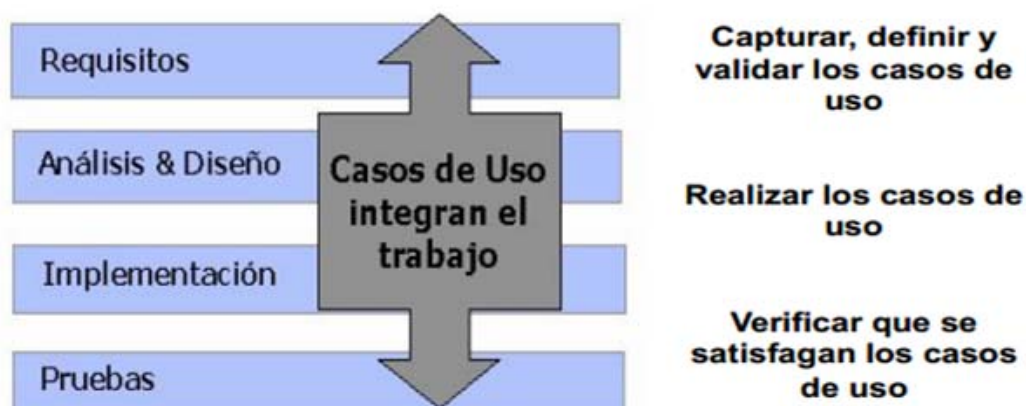 Requisitos
Análisis & Diseño
Implementación
Pruebas
Casos de Uso
integran el
trabajo
Capturar, definir y
validar los casos de
uso
Realizar los casos de
uso
Verificar que se
satisfagan los casos
de uso